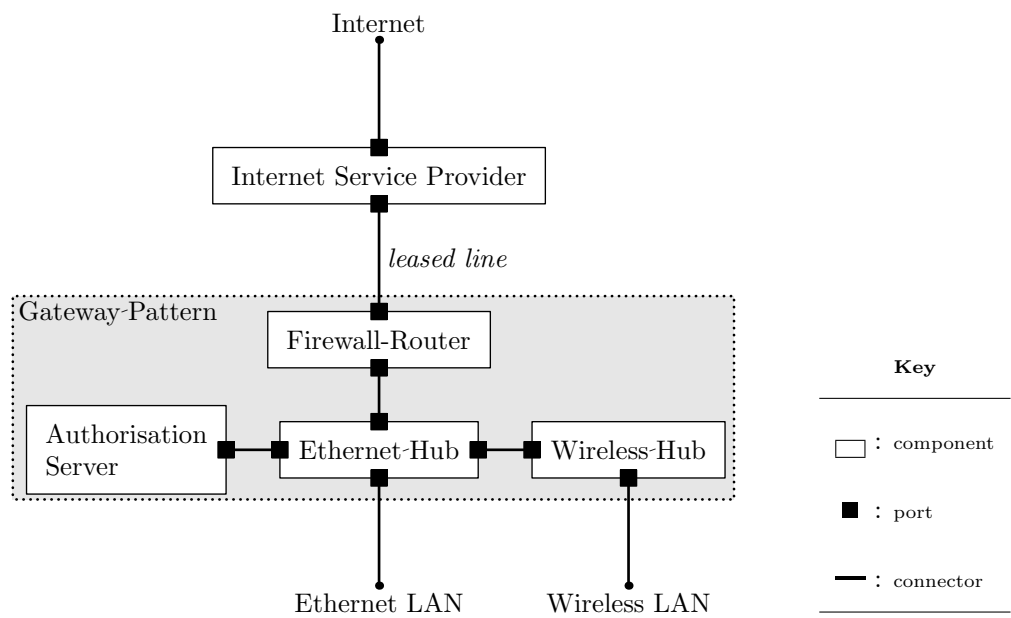 Internet
Internet Service Provider
leased line
Gateway-Pattern
Firewall-Router
Authorisation
Server
Ethernet-Hub
Wireless-Hub
Ethernet LAN
Wireless LAN
Key
: component
: port
: connector